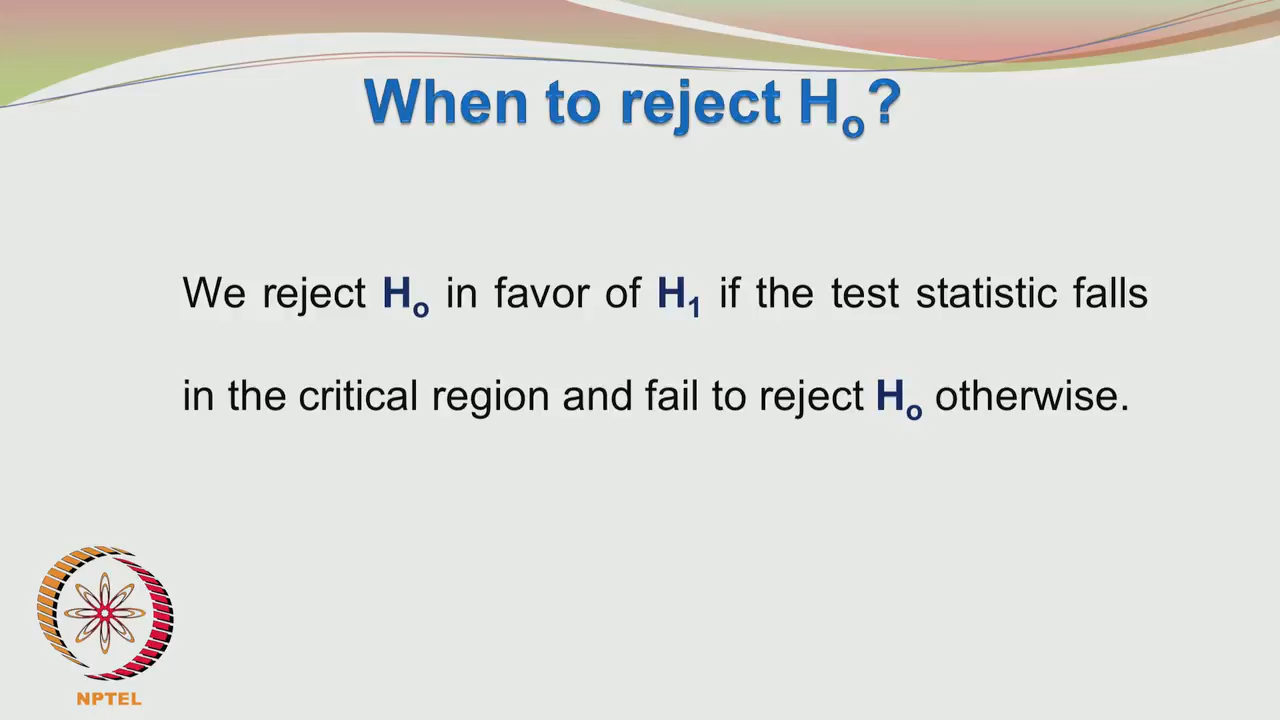 When to reject Ho?
We reject Ho in favor of H1 if the test statistic falls
in the critical region and fail to reject Ho otherwise.
NPTEL